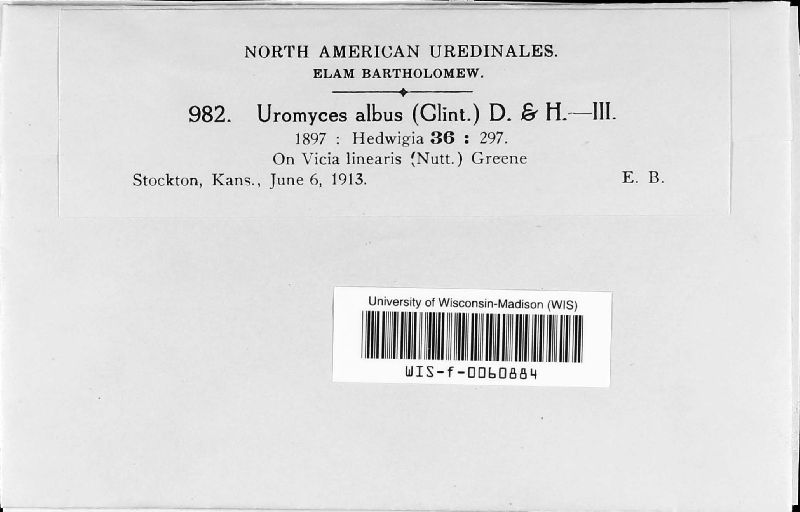 NORTH AMERICAN UREDINALES.
ELAM BARTHOLOMEW.
982. Uromyces albus (Clint.) D. & H.—III.
1897 : Hedwigia 36 : 297.
On Vicia linearis (Nutt.) Greene
Stockton, Kans., June 6, 1913. E. B.
University of Wisconsin-Madison (WIS)
WIS-f-0060884